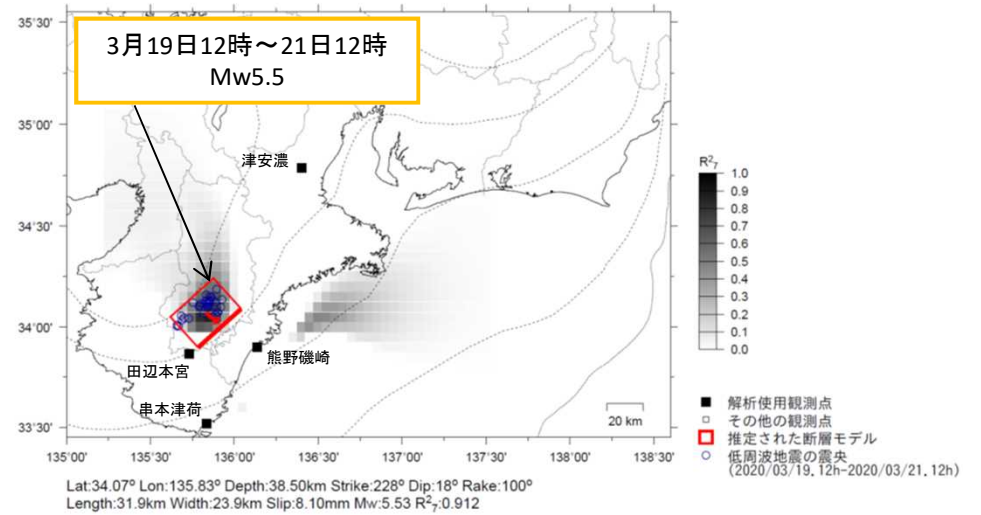 35°30'
3月19日12時～21日12時
Mw5.5
35°00'
津安濃
34°30'
34°00'
熊野磯崎
田辺本宮
串本津荷
20 km
33°30'
135°00' 135°30' 136°00' 136°30' 137°00' 137°30' 138°00' 138°30'
R²₇
1.0
0.9
0.8
0.7
0.6
0.5
0.4
0.3
0.2
0.1
0.0
解析使用観測点
その他の観測点
推定された断層モデル
低周波地震の震央
(2020/03/19.12h-2020/03/21.12h)
Lat:34.07° Lon:135.83° Depth:38.50km Strike:228° Dip:18° Rake:100°
Length:31.9km Width:23.9km Slip:8.10mm Mw:5.53 R²₇:0.912